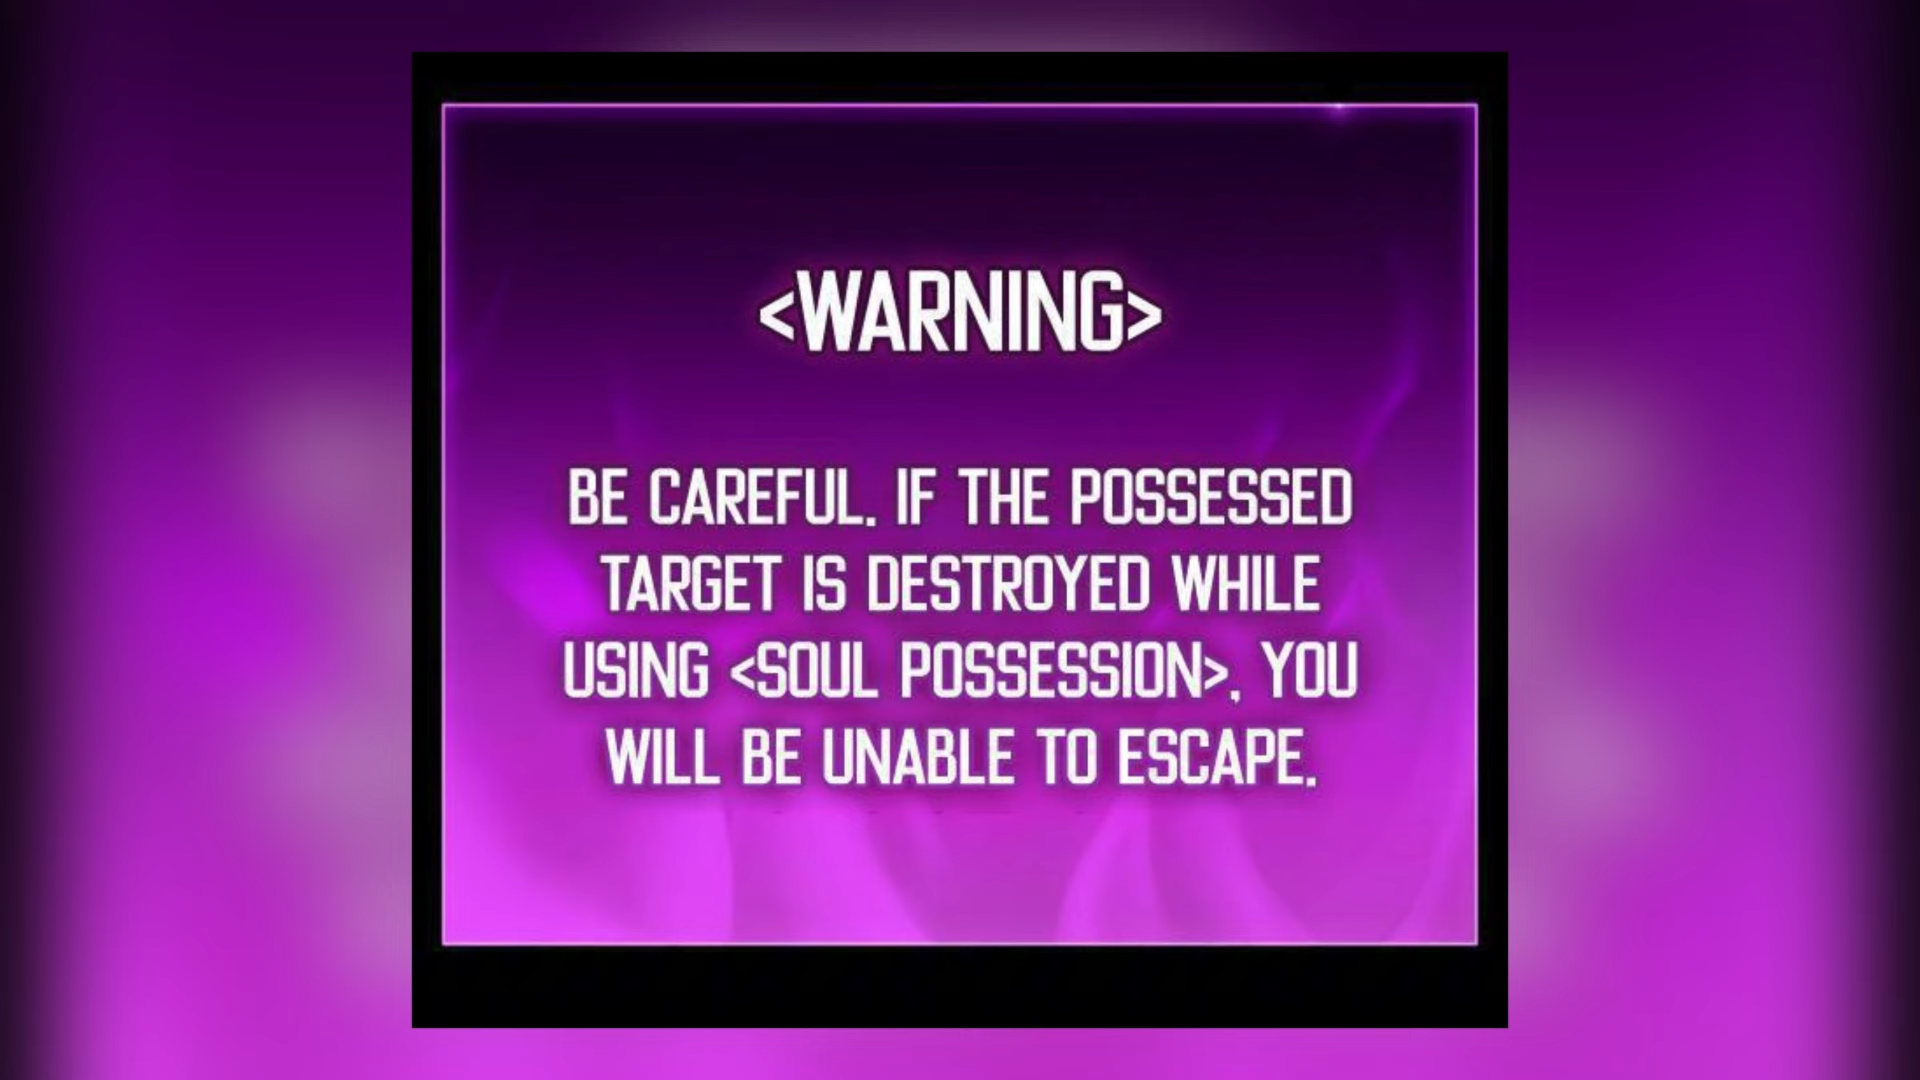 <WARNING>
BE CAREFUL. IF THE POSSESSED
TARGET IS DESTROYED WHILE
USING <SOUL POSSESSION>, YOU
WILL BE UNABLE TO ESCAPE.